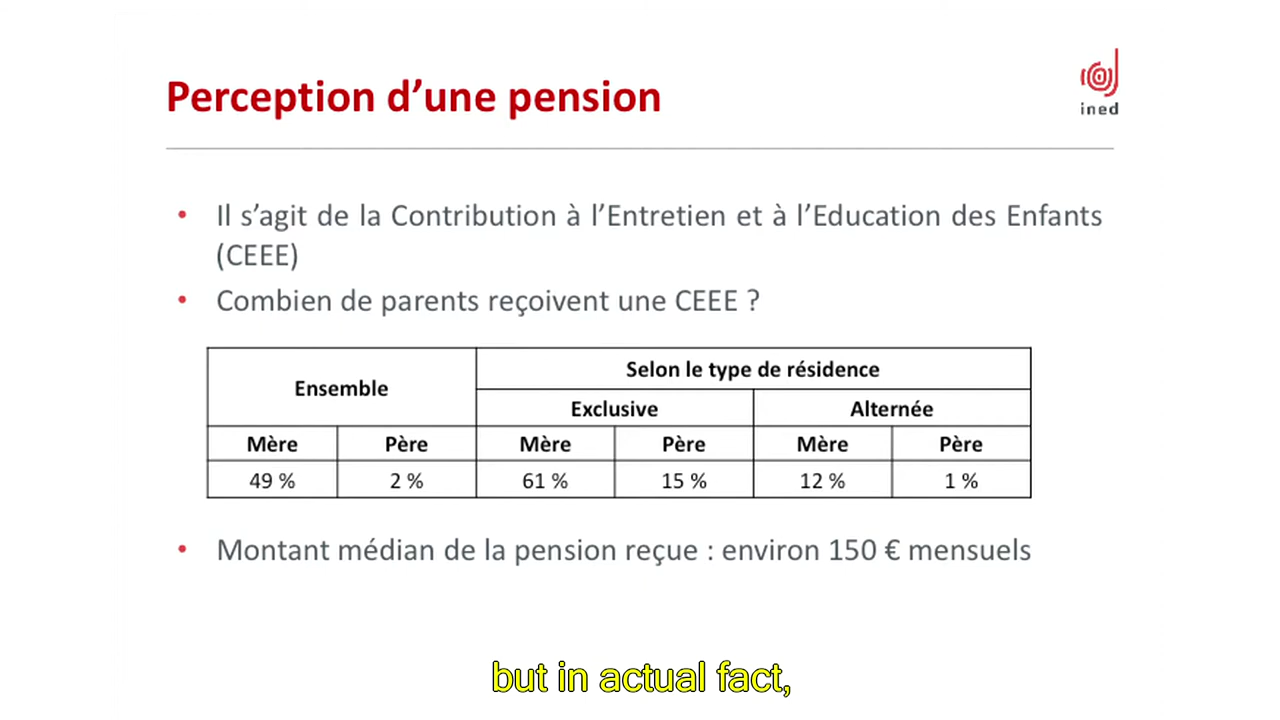 Perception d’une pension
ined
• Il s’agit de la Contribution à l’Entretien et à l’Education des Enfants
(CEEE)
• Combien de parents reçoivent une CEEE ?
Ensemble
Selon le type de résidence
Exclusive
Alternée
Mère
Père
Mère
Père
Mère
Père
49 %
2 %
61 %
15 %
12 %
1 %
• Montant médian de la pension reçue : environ 150 € mensuels
but in actual fact,